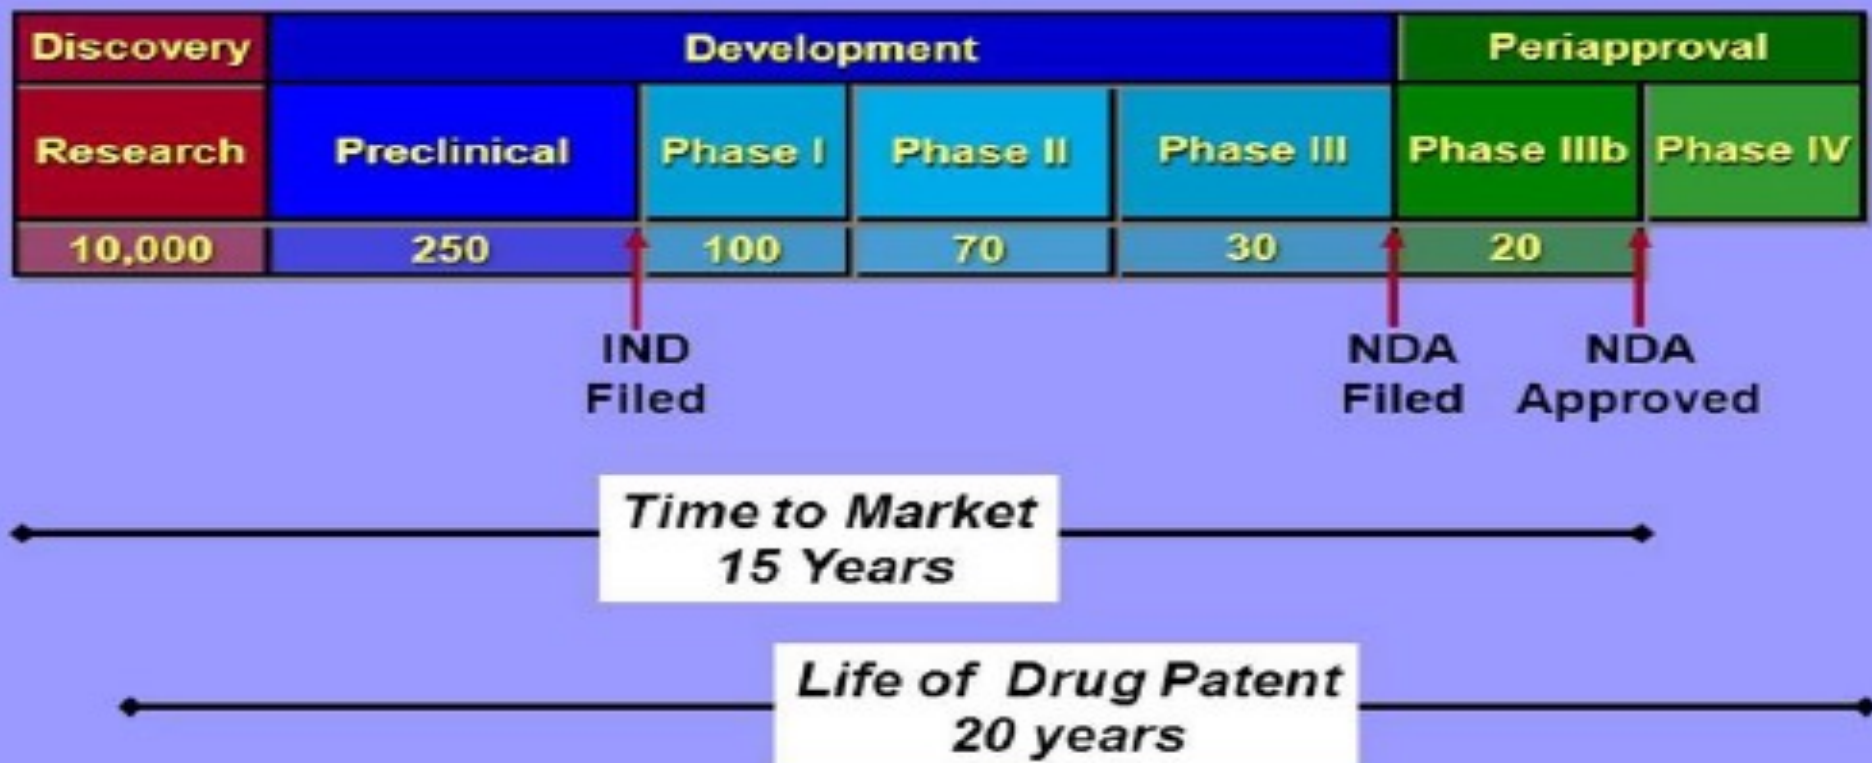 Discovery
Development
Periapproval
Research
Preclinical
Phase I
Phase II
Phase III
Phase IIIb
Phase IV
10,000
250
100
70
30
20
IND
Filed
NDA
Filed
NDA
Approved
Time to Market
15 Years
Life of Drug Patent
20 years